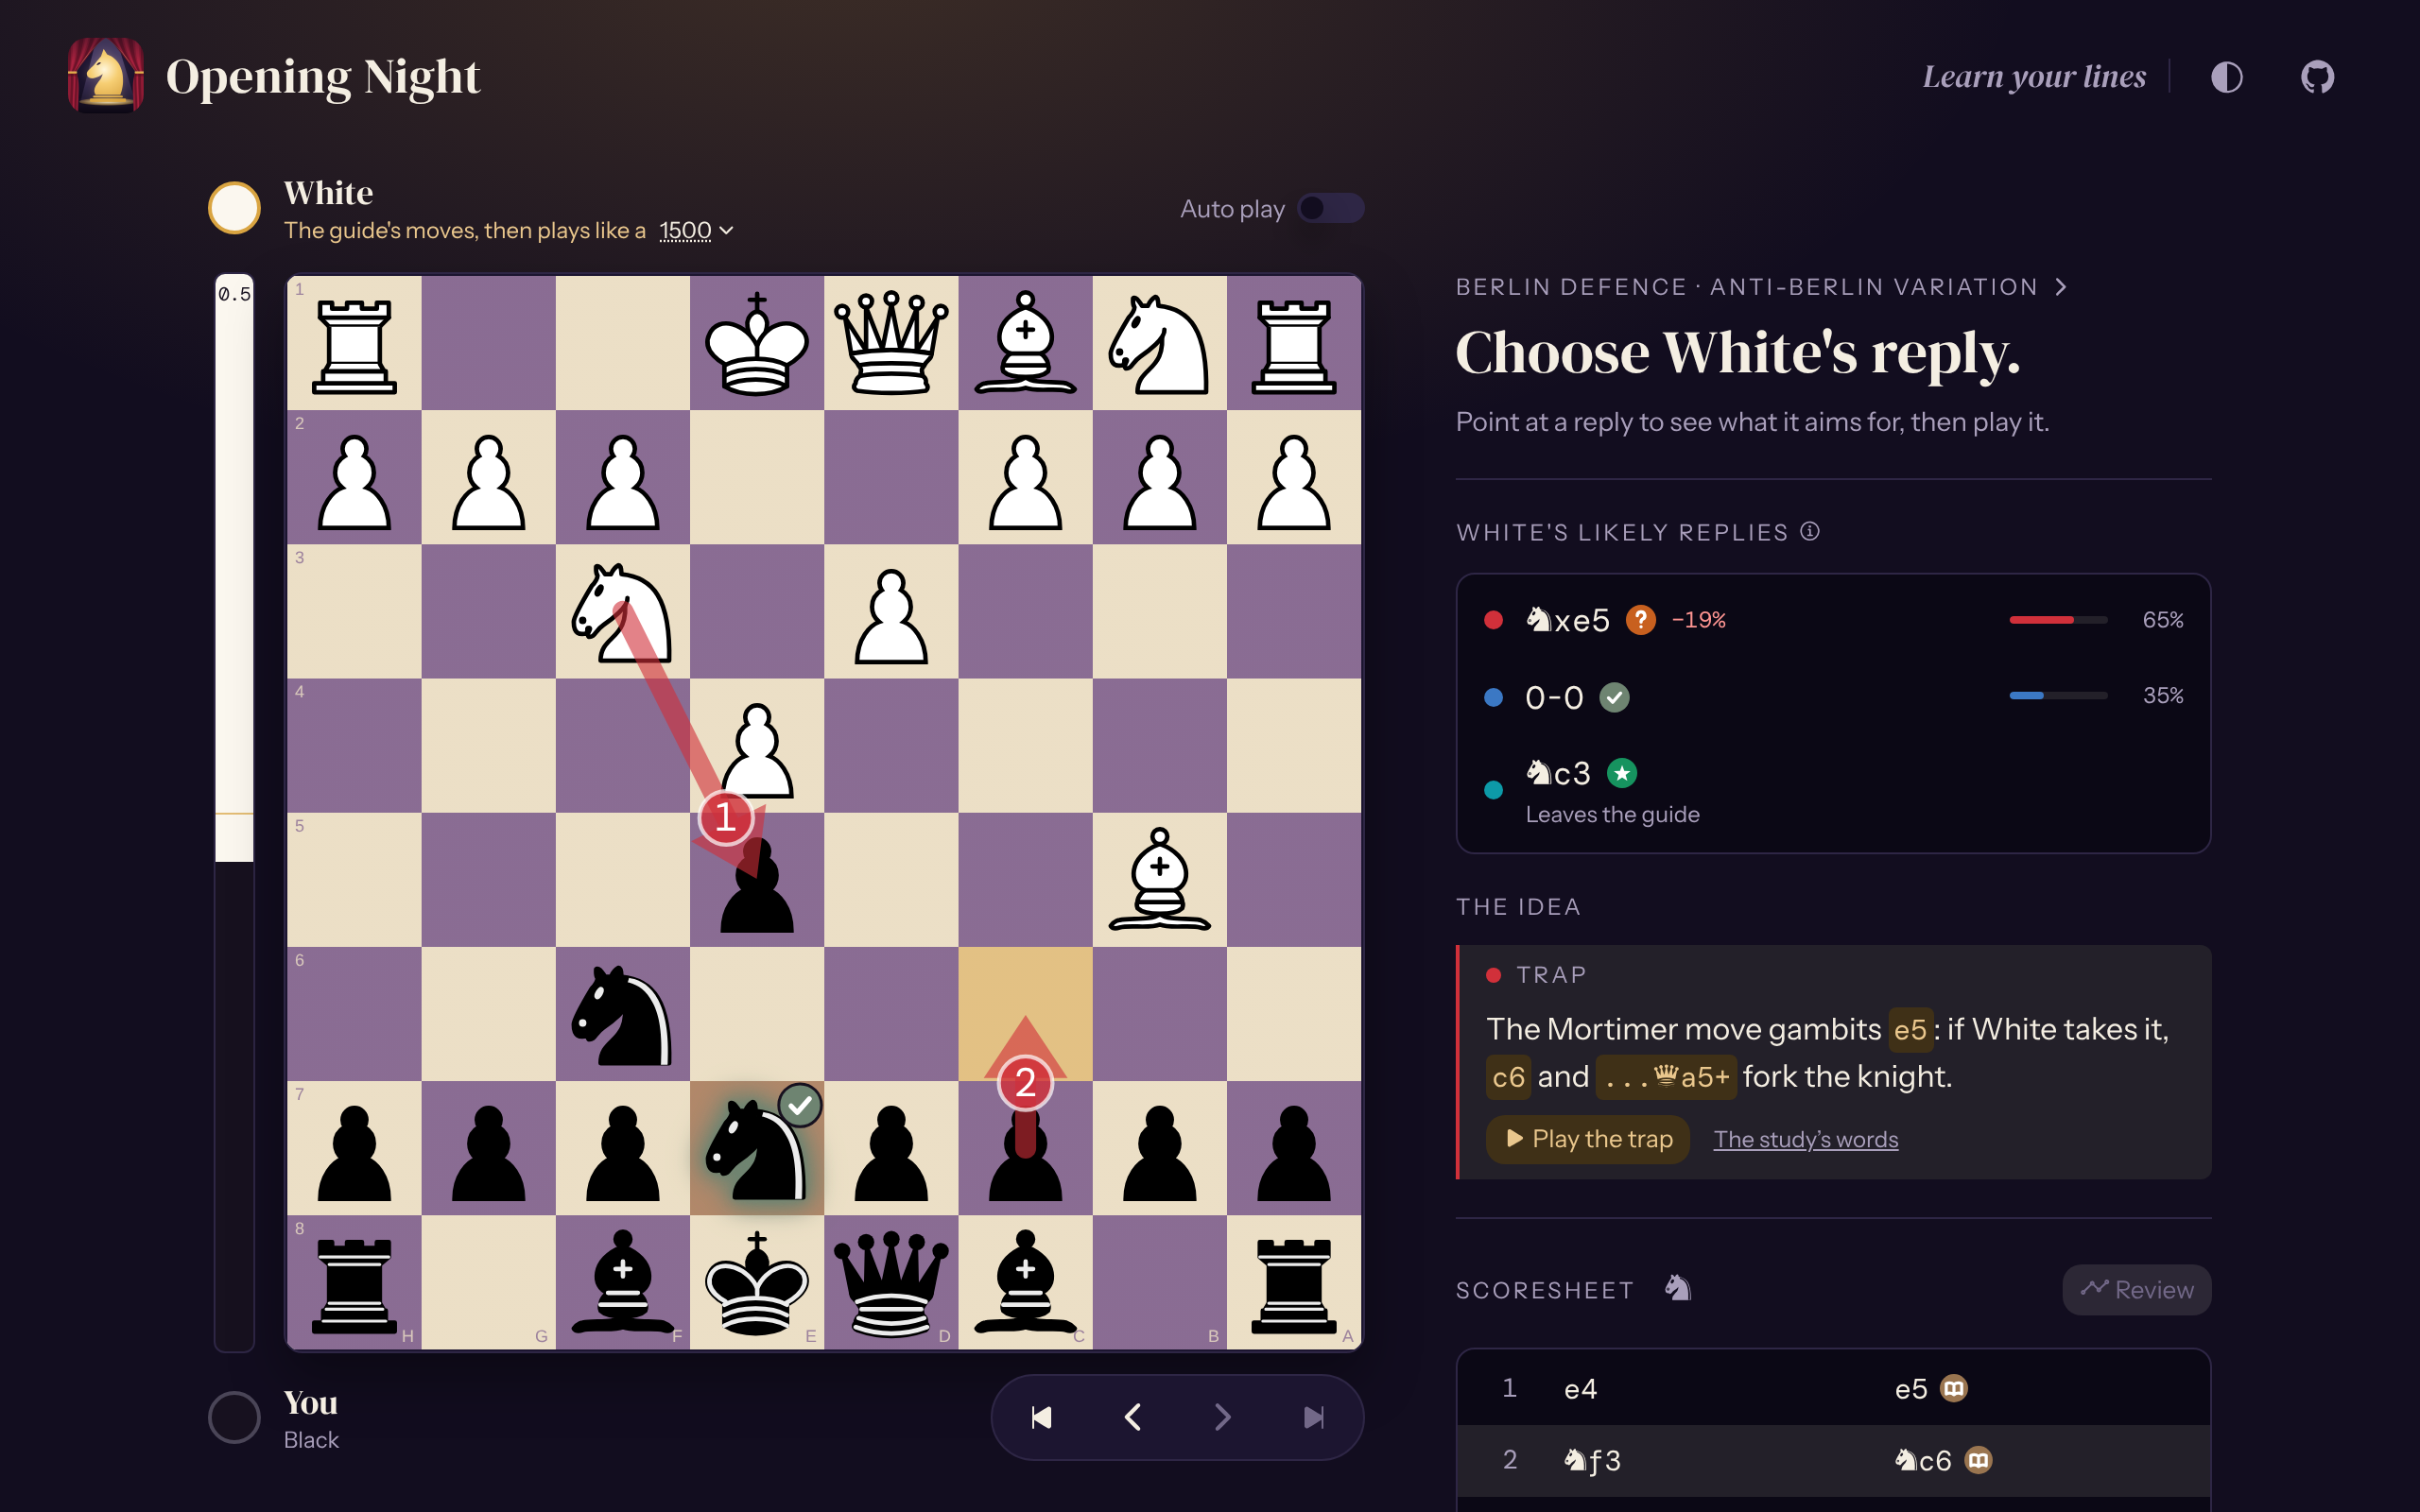 Opening Night
Learn your lines
White
The guide's moves, then plays like a 1500
Auto play
0.5
1
2
3
4
5
6
7
8
H G F E D C B A
1
2
You
Black
BERLIN DEFENCE · ANTI-BERLIN VARIATION
Choose White's reply.
Point at a reply to see what it aims for, then play it.
WHITE'S LIKELY REPLIES
♞xe5 ? −19% 65%
0-0 35%
♞c3
Leaves the guide
THE IDEA
TRAP
The Mortimer move gambits e5: if White takes it,
c6 and ...♛a5+ fork the knight.
Play the trap The study’s words
SCORESHEET
Review
1 e4 e5
2 ♞f3 ♞c6